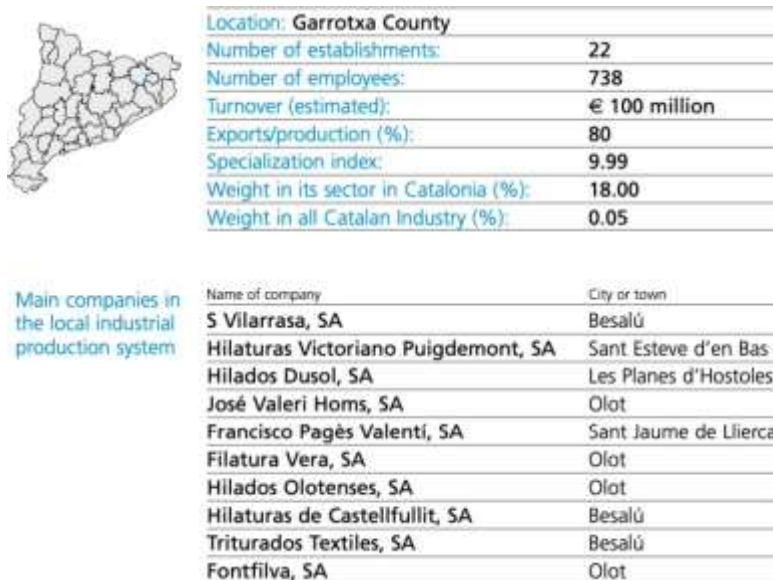 Location: Garrotxa County
Number of establishments: 22
Number of employees: 738
Turnover (estimated): € 100 million
Exports/production (%): 80
Specialization index: 9.99
Weight in its sector in Catalonia (%): 18.00
Weight in all Catalan Industry (%): 0.05
Main companies in
the local industrial
production system
Name of company City or town
S Vilarrasa, SA Besalú
Hilaturas Victoriano Puigdemont, SA Sant Esteve d'en Bas
Hilados Dusol, SA Les Planes d'Hostoles
José Valeri Homs, SA Olot
Francisco Pagès Valentí, SA Sant Jaume de Llierca
Filatura Vera, SA Olot
Hilados Olotenses, SA Olot
Hilaturas de Castellfullit, SA Besalú
Triturados Textiles, SA Besalú
Fontfilva, SA Olot